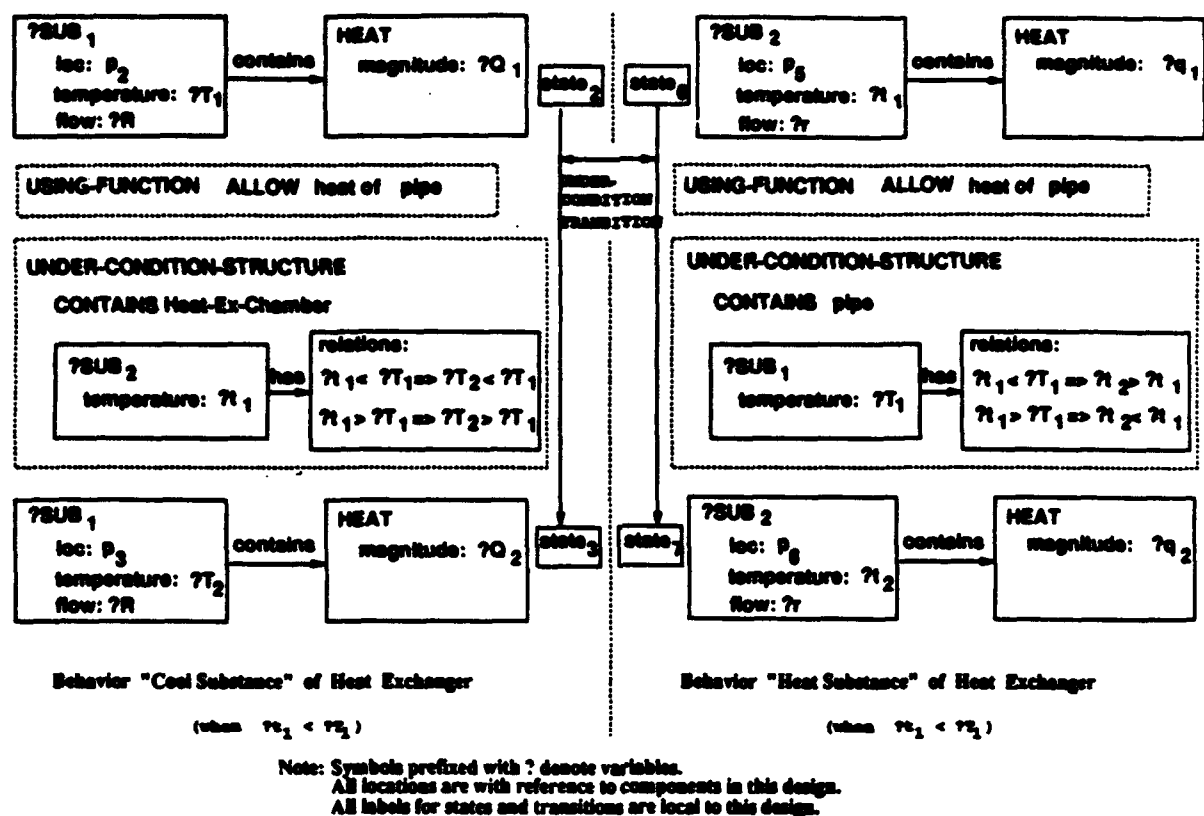 ?SUB 1
loc: p 2
temperature: ?T 1
flow: ?R
contains
HEAT
magnitude: ?Q 1
state 2
USING-FUNCTION ALLOW heat of pipe
UNDER-CONDITION-STRUCTURE
CONTAINS Heat-Ex-Chamber
?SUB 2
temperature: ?t 1
has
relations:
?t 1 < ?T 1 => ?T 2 < ?T 1
?t 1 > ?T 1 => ?T 2 > ?T 1
?SUB 1
loc: p 3
temperature: ?T 2
flow: ?R
contains
HEAT
magnitude: ?Q 2
state 3
Behavior "Cool Substance" of Heat Exchanger
(when ?t 1 < ?T 1)
UNDER-
CONDITION
TRANSITION
state 6
?SUB 2
loc: p 5
temperature: ?t 1
flow: ?r
contains
HEAT
magnitude: ?q 1
USING-FUNCTION ALLOW heat of pipe
UNDER-CONDITION-STRUCTURE
CONTAINS pipe
?SUB 1
temperature: ?T 1
has
relations:
?t 1 < ?T 1 => ?t 2 > ?t 1
?t 1 > ?T 1 => ?t 2 < ?t 1
state 7
?SUB 2
loc: p 6
temperature: ?t 2
flow: ?r
contains
HEAT
magnitude: ?q 2
Behavior "Heat Substance" of Heat Exchanger
(when ?t 1 < ?T 1)
Note: Symbols prefixed with ? denote variables.
All locations are with reference to components in this design.
All labels for states and transitions are local to this design.